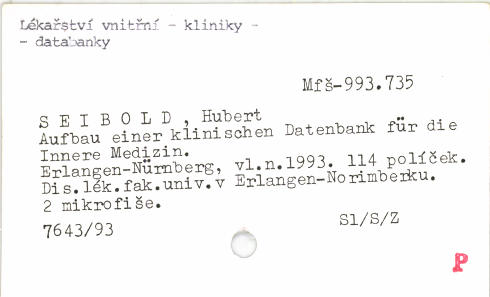 Lékařství vnitřní - kliniky -
- databanky
Mfš-993.735
S E I B O L D , Hubert
Aufbau einer klinischen Datenbank für die
Innere Medizin.
Erlangen-Nürnberg, vl.n.1993. 114 políček.
Dis.lék.fak.univ.v Erlangen-Norimberku.
2 mikrofiše.
7643/93
Sl/S/Z
P